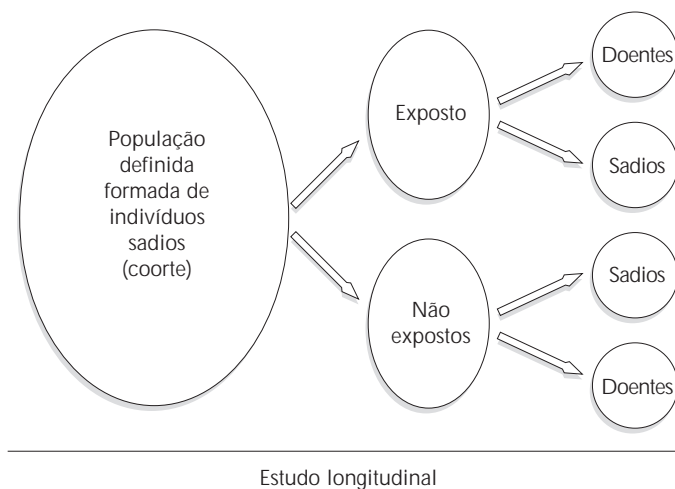 População
definida
formada de
indivíduos
sadios
(coorte)
Exposto
Não
expostos
Doentes
Sadios
Sadios
Doentes
Estudo longitudinal